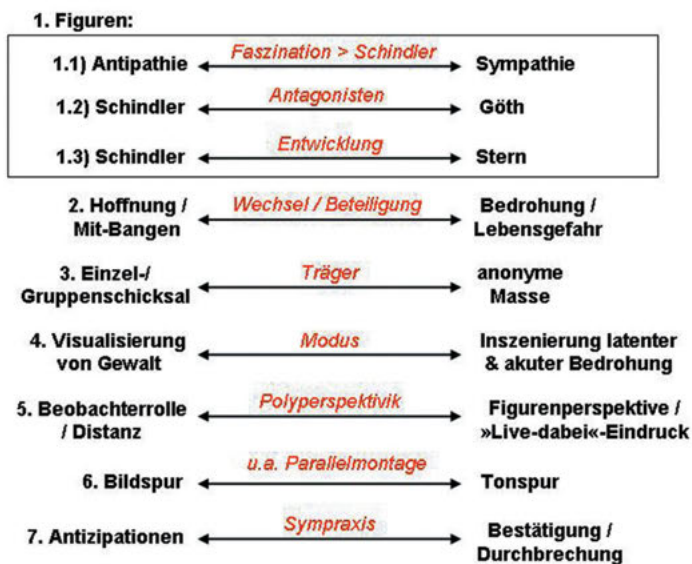 1. Figuren:
1.1) Antipathie Faszination > Schindler Sympathie
1.2) Schindler Antagonisten Göth
1.3) Schindler Entwicklung Stern
2. Hoffnung / Wechsel / Beteiligung Bedrohung /
Mit-Bangen Lebensgefahr
3. Einzel-/ Träger anonyme
Gruppenschicksal Masse
4. Visualisierung Modus Inszenierung latenter
von Gewalt & akuter Bedrohung
5. Beobachterrolle Polyperspektivik Figurenperspektive /
/ Distanz »Live-dabei«-Eindruck
6. Bildspur u.a. Parallelmontage Tonspur
7. Antizipationen Sympraxis Bestätigung /
Durchbrechung